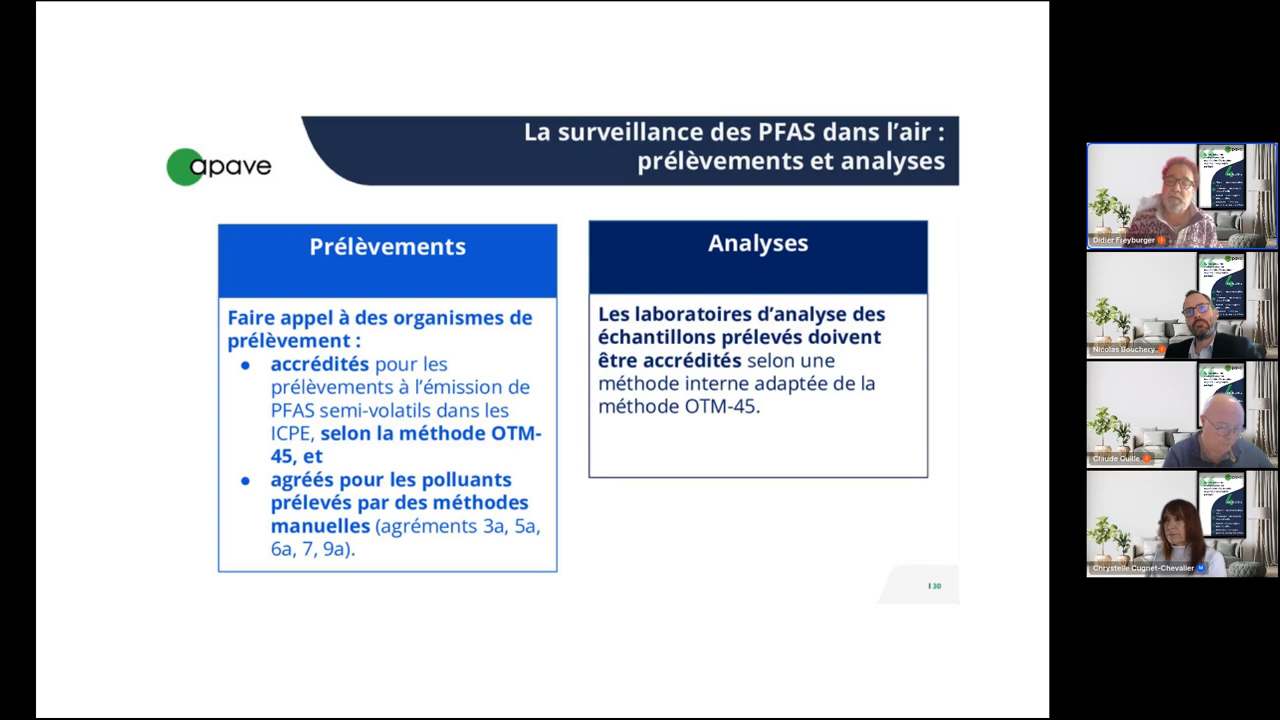 La surveillance des PFAS dans l’air :
prélèvements et analyses
apave
Prélèvements
Faire appel à des organismes de
prélèvement :
● accrédités pour les
prélèvements à l’émission de
PFAS semi-volatils dans les
ICPE, selon la méthode OTM-
45, et
● agréés pour les polluants
prélevés par des méthodes
manuelles (agréments 3a, 5a,
6a, 7, 9a).
Analyses
Les laboratoires d’analyse des
échantillons prélevés doivent
être accrédités selon une
méthode interne adaptée de la
méthode OTM-45.
I 30
Didier Freyburger
Nicolas Bouchery
Claude Guille
Chrystelle Cugnet-Chevalier